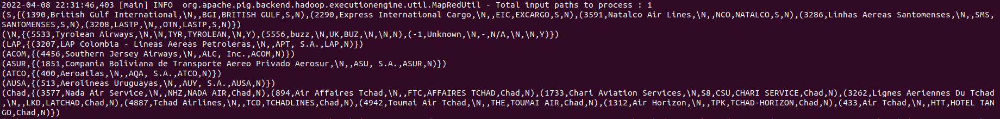 2022-04-08 22:31:46,403 [main] INFO  org.apache.pig.backend.hadoop.executionengine.util.MapRedUtil - Total input paths to process : 1
(S,{(1390,British Gulf International,\N,,BGI,BRITISH GULF,S,N),(2290,Express International Cargo,\N,,EIC,EXCARGO,S,N),(3591,Natalco Air Lines,\N,,NCO,NATALCO,S,N),(3286,Linhas Aereas Santomenses,\N,,SMS,
SANTOMENSES,S,N),(3208,LASTP,\N,,OTN,LASTP,S,N)})
(\N,{(5533,Tyrolean Airways,\N,\N,TYR,TYROLEAN,\N,Y),(5556,buzz,\N,UK,BUZ,\N,\N,N),(-1,Unknown,\N,-,N/A,\N,\N,Y)})
(LAP,{(3207,LAP Colombia - Lineas Aereas Petroleras,\N,,APT, S.A.,LAP,N)})
(ACOM,{(4456,Southern Jersey Airways,\N,,ALC, Inc.,ACOM,N)})
(ASUR,{(1851,Compania Boliviana de Transporte Aereo Privado Aerosur,\N,,ASU, S.A.,ASUR,N)})
(ATCO,{(400,Aeroatlas,\N,,AQA, S.A.,ATCO,N)})
(AUSA,{(513,Aerolineas Uruguayas,\N,,AUY, S.A.,AUSA,N)})
(Chad,{(3577,Nada Air Service,\N,,NHZ,NADA AIR,Chad,N),(894,Air Affaires Tchad,\N,,FTC,AFFAIRES TCHAD,Chad,N),(1733,Chari Aviation Services,\N,S8,CSU,CHARI SERVICE,Chad,N),(3262,Lignes Aeriennes Du Tchad
,\N,,LKD,LATCHAD,Chad,N),(4887,Tchad Airlines,\N,,TCD,TCHADLINES,Chad,N),(4942,Toumai Air Tchad,\N,,THE,TOUMAI AIR,Chad,N),(1312,Air Horizon,\N,,TPK,TCHAD-HORIZON,Chad,N),(433,Air Tchad,\N,,HTT,HOTEL TAN
GO,Chad,N)})